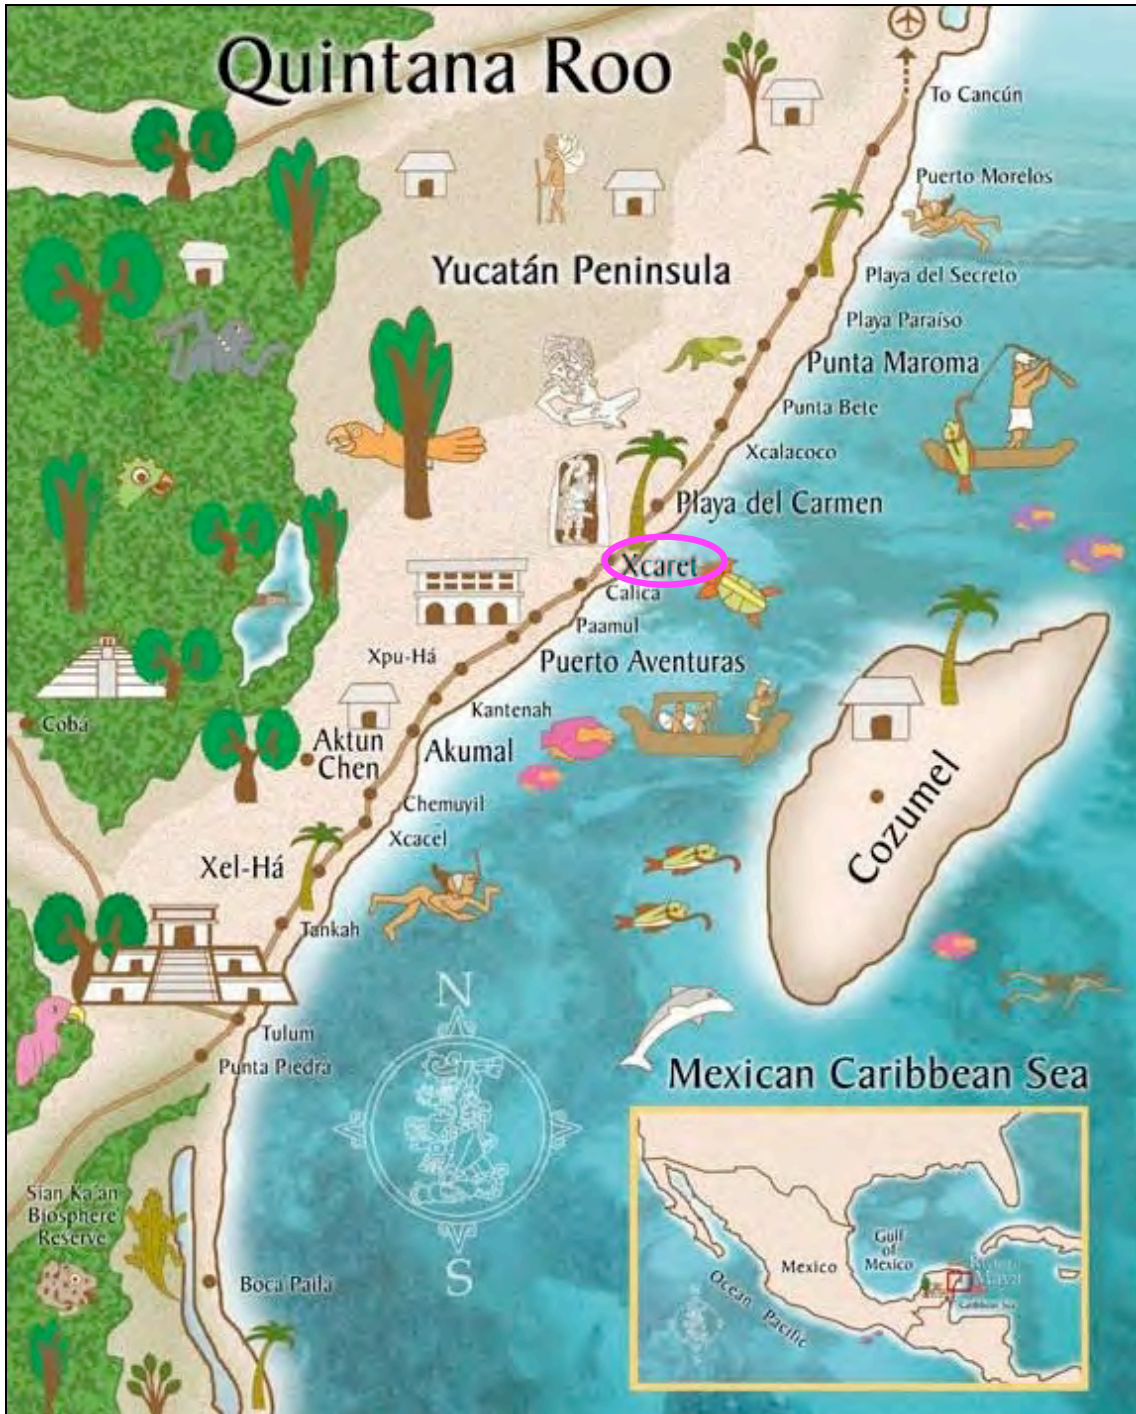 Quintana Roo
To Cancún
Puerto Morelos
Yucatán Peninsula
Playa del Secreto
Playa Paraíso
Punta Maroma
Punta Bete
Xcalacoco
Playa del Carmen
Xcaret
Calica
Paamul
Xpu-Há
Puerto Aventuras
Kantenah
Cobá
Aktun
Chen
Akumal
Chemuyil
Xcacel
Cozumel
Xel-Há
Tankah
N
Tulum
Punta Piedra
Mexican Caribbean Sea
Sian Ka'an
Biosphere
Reserve
S
Boca Paila
Gulf
of
Mexico
Mexico
Caribbean Sea
Ocean Pacific